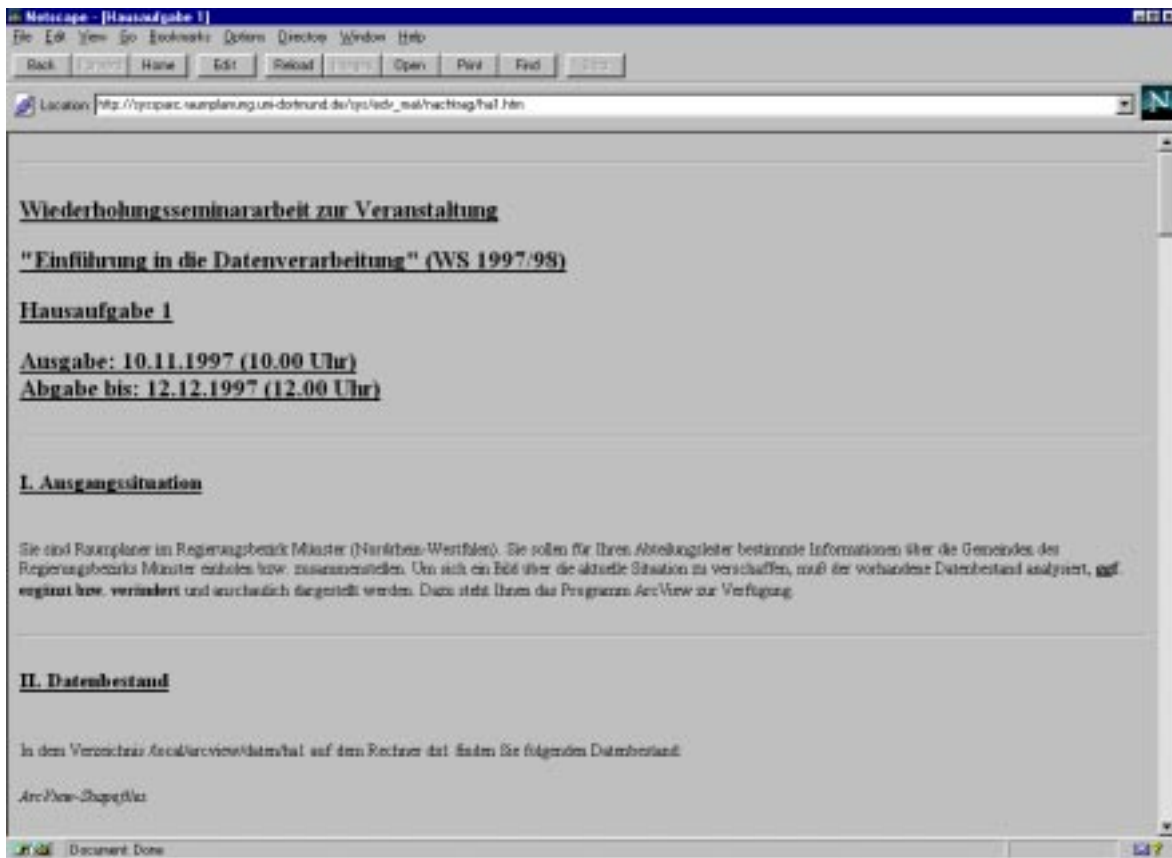 Netscape - [Hausaufgabe 1]
File Edit View Go Bookmarks Options Directory Window Help
Back Forward Home Edit Reload Images Open Print Find Stop
Location: http://syssparc.raumplanung.uni-dortmund.de/sys/edv_mat/nachtrag/ha1.htm
N
Wiederholungsseminararbeit zur Veranstaltung
"Einführung in die Datenverarbeitung" (WS 1997/98)
Hausaufgabe 1
Ausgabe: 10.11.1997 (10.00 Uhr)
Abgabe bis: 12.12.1997 (12.00 Uhr)
I. Ausgangssituation
Sie sind Raumplaner im Regierungsbezirk Münster (Nordrhein-Westfalen). Sie sollen für Ihren Abteilungsleiter bestimmte Informationen über die Gemeinden des
Regierungsbezirks Münster einholen bzw. zusammenstellen. Um sich ein Bild über die aktuelle Situation zu verschaffen, muß der vorhandene Datenbestand analysiert, ggf.
ergänzt bzw. verändert und anschaulich dargestellt werden. Dazu steht Ihnen das Programm ArcView zur Verfügung.
II. Datenbestand
In dem Verzeichnis /local/arcview/daten/ha1 auf dem Rechner finden Sie folgenden Datenbestand:
ArcView-Shapefiles
Document: Done